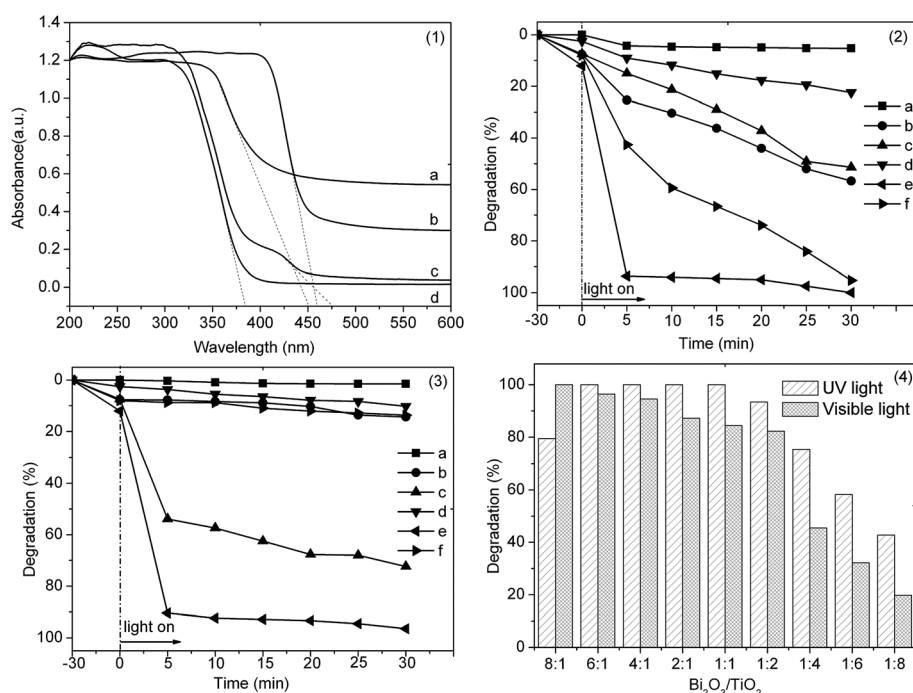 (1)
1.4
1.2
1.0
0.8
0.6
0.4
0.2
0.0
Absorbance(a.u.)
a
b
c
d
200 250 300 350 400 450 500 550 600
Wavelength (nm)
(2)
0
20
40
60
80
100
Degradation (%)
a
b
c
d
e
f
light on
-30 0 5 10 15 20 25 30
Time (min)
(3)
0
20
40
60
80
100
Degradation (%)
a
b
c
d
e
f
light on
-30 0 5 10 15 20 25 30
Time (min)
(4)
100
80
60
40
20
0
Degradation (%)
UV light
Visible light
8:1 6:1 4:1 2:1 1:1 1:2 1:4 1:6 1:8
Bi₂O₃/TiO₂